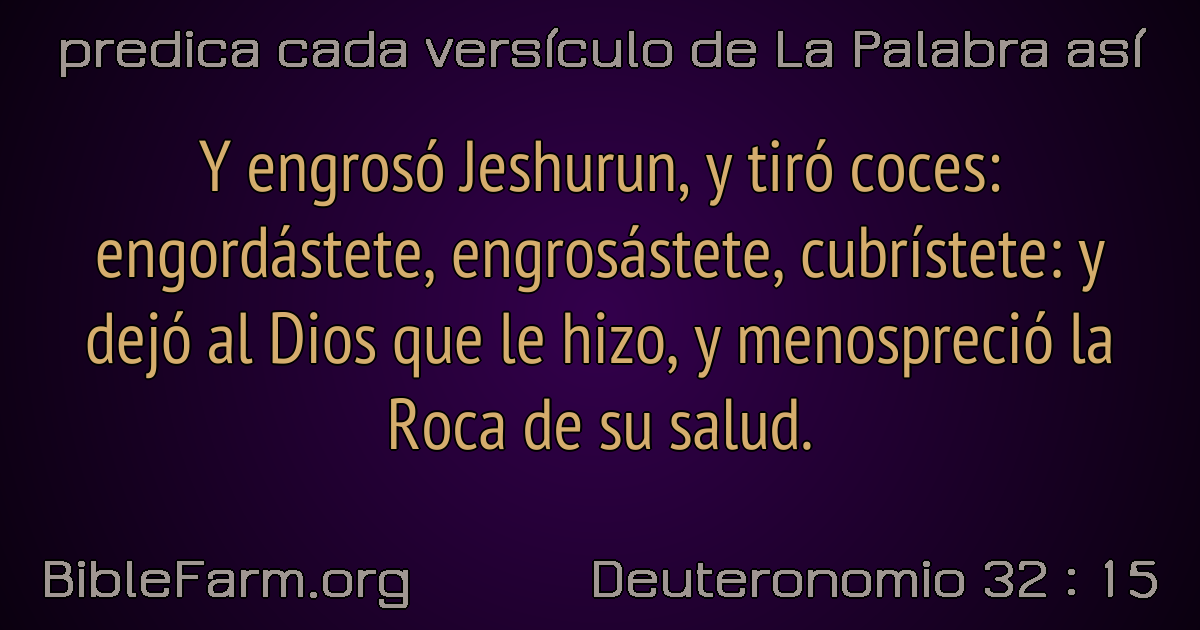 predica cada versículo de La Palabra así
Y engrosó Jeshurun, y tiró coces:
engordástete, engrosástete, cubrístete: y
dejó al Dios que le hizo, y menospreció la
Roca de su salud.
BibleFarm.org
Deuteronomio 32 : 15